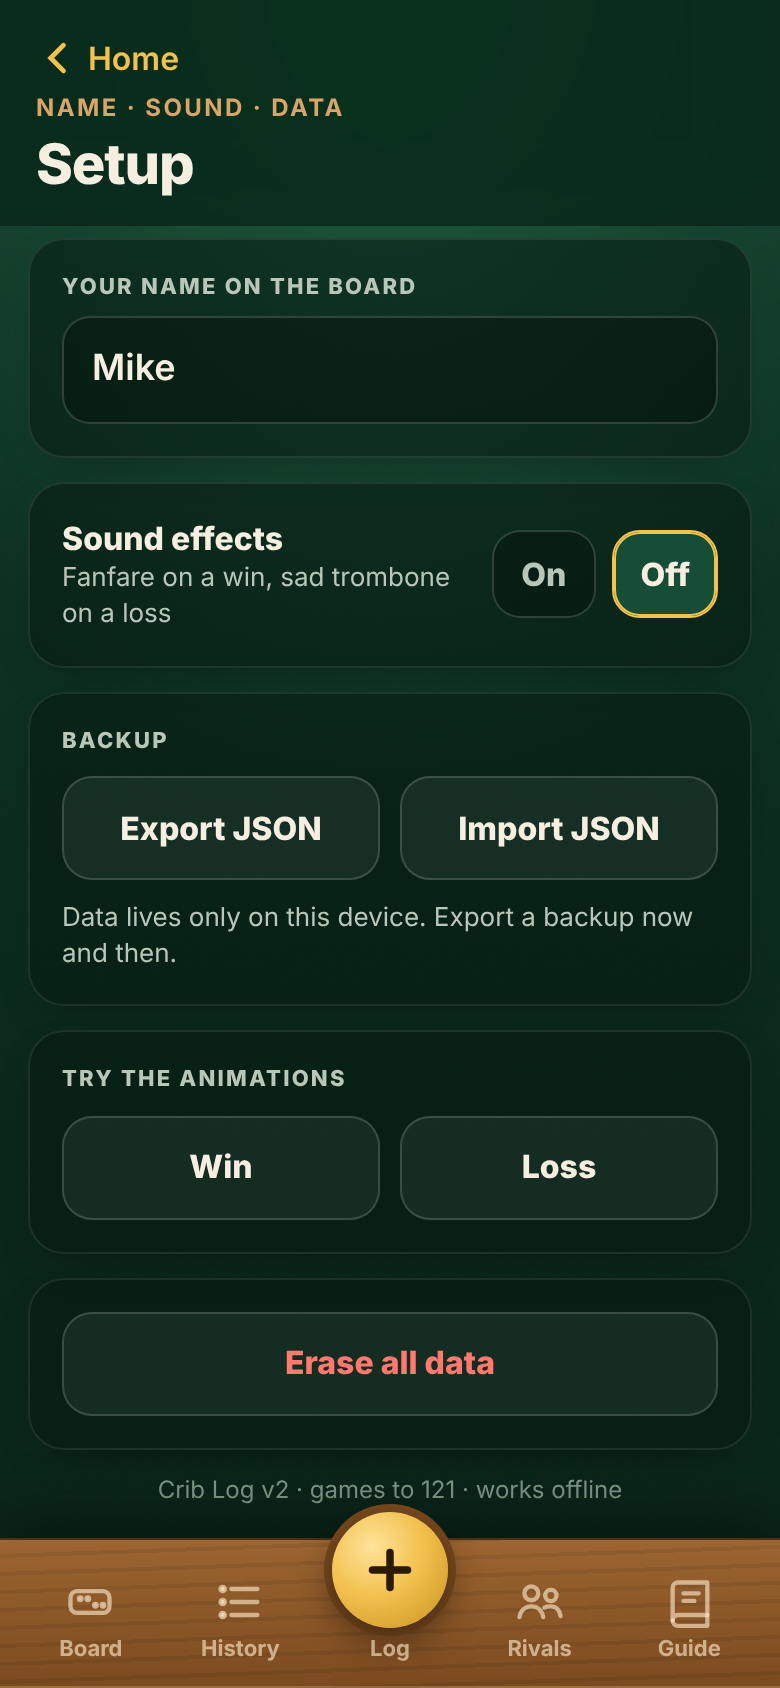 Home
NAME · SOUND · DATA
Setup
YOUR NAME ON THE BOARD
Mike
Sound effects
Fanfare on a win, sad trombone
on a loss
On
Off
BACKUP
Export JSON
Import JSON
Data lives only on this device. Export a backup now
and then.
TRY THE ANIMATIONS
Win
Loss
Erase all data
Crib Log v2 · games to 121 · works offline
Board
History
Log
Rivals
Guide